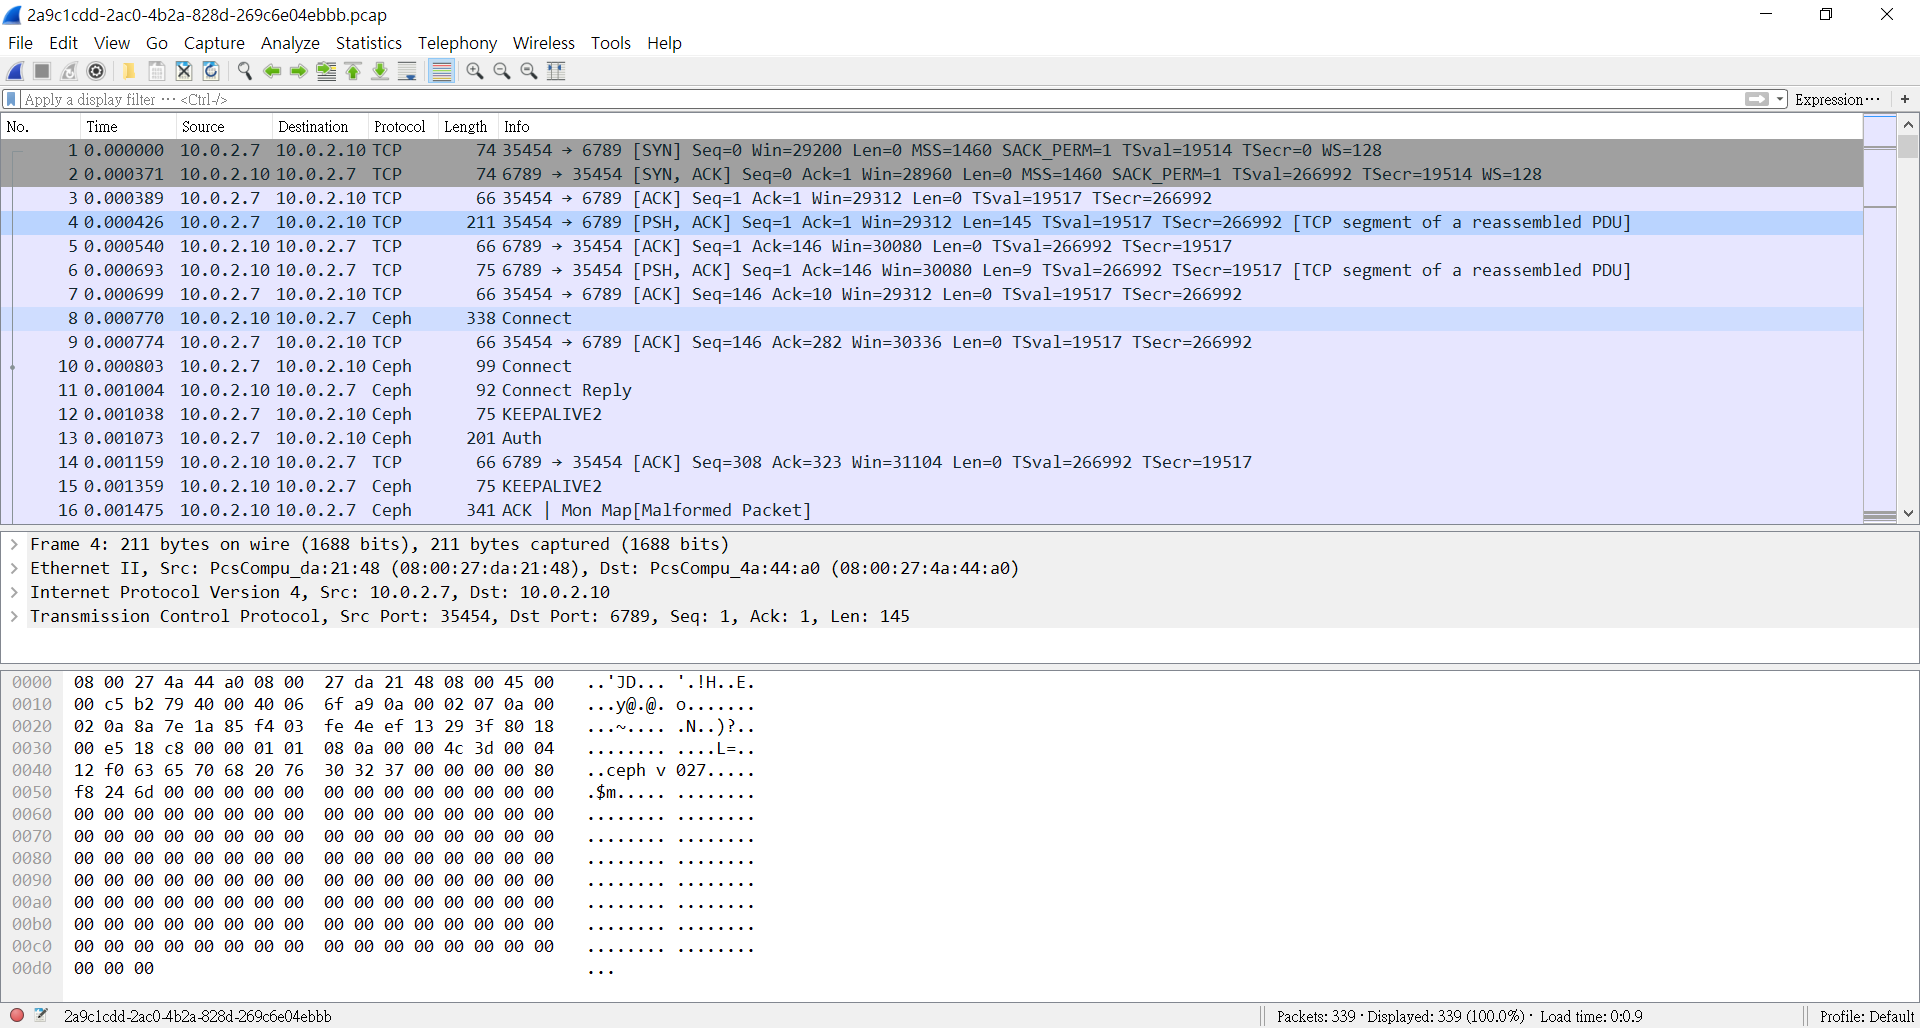 2a9c1cdd-2ac0-4b2a-828d-269c6e04ebbb.pcap
File Edit View Go Capture Analyze Statistics Telephony Wireless Tools Help
Apply a display filter ··· <Ctrl-/> Expression··· +
No. Time Source Destination Protocol Length Info
1 0.000000 10.0.2.7 10.0.2.10 TCP 74 35454 → 6789 [SYN] Seq=0 Win=29200 Len=0 MSS=1460 SACK_PERM=1 TSval=19514 TSecr=0 WS=128
2 0.000371 10.0.2.10 10.0.2.7 TCP 74 6789 → 35454 [SYN, ACK] Seq=0 Ack=1 Win=28960 Len=0 MSS=1460 SACK_PERM=1 TSval=266992 TSecr=19514 WS=128
3 0.000389 10.0.2.7 10.0.2.10 TCP 66 35454 → 6789 [ACK] Seq=1 Ack=1 Win=29312 Len=0 TSval=19517 TSecr=266992
4 0.000426 10.0.2.7 10.0.2.10 TCP 211 35454 → 6789 [PSH, ACK] Seq=1 Ack=1 Win=29312 Len=145 TSval=19517 TSecr=266992 [TCP segment of a reassembled PDU]
5 0.000540 10.0.2.10 10.0.2.7 TCP 66 6789 → 35454 [ACK] Seq=1 Ack=146 Win=30080 Len=0 TSval=266992 TSecr=19517
6 0.000693 10.0.2.10 10.0.2.7 TCP 75 6789 → 35454 [PSH, ACK] Seq=1 Ack=146 Win=30080 Len=9 TSval=266992 TSecr=19517 [TCP segment of a reassembled PDU]
7 0.000699 10.0.2.7 10.0.2.10 TCP 66 35454 → 6789 [ACK] Seq=146 Ack=10 Win=29312 Len=0 TSval=19517 TSecr=266992
8 0.000770 10.0.2.10 10.0.2.7 Ceph 338 Connect
9 0.000774 10.0.2.7 10.0.2.10 TCP 66 35454 → 6789 [ACK] Seq=146 Ack=282 Win=30336 Len=0 TSval=19517 TSecr=266992
10 0.000803 10.0.2.7 10.0.2.10 Ceph 99 Connect
11 0.001004 10.0.2.10 10.0.2.7 Ceph 92 Connect Reply
12 0.001038 10.0.2.7 10.0.2.10 Ceph 75 KEEPALIVE2
13 0.001073 10.0.2.7 10.0.2.10 Ceph 201 Auth
14 0.001159 10.0.2.10 10.0.2.7 TCP 66 6789 → 35454 [ACK] Seq=308 Ack=323 Win=31104 Len=0 TSval=266992 TSecr=19517
15 0.001359 10.0.2.10 10.0.2.7 Ceph 75 KEEPALIVE2
16 0.001475 10.0.2.10 10.0.2.7 Ceph 341 ACK | Mon Map[Malformed Packet]
Frame 4: 211 bytes on wire (1688 bits), 211 bytes captured (1688 bits)
Ethernet II, Src: PcsCompu_da:21:48 (08:00:27:da:21:48), Dst: PcsCompu_4a:44:a0 (08:00:27:4a:44:a0)
Internet Protocol Version 4, Src: 10.0.2.7, Dst: 10.0.2.10
Transmission Control Protocol, Src Port: 35454, Dst Port: 6789, Seq: 1, Ack: 1, Len: 145
0000 08 00 27 4a 44 a0 08 00 27 da 21 48 08 00 45 00 ..'JD... '.!H..E.
0010 00 c5 b2 79 40 00 40 06 6f a9 0a 00 02 07 0a 00 ...y@.@. o.......
0020 02 0a 8a 7e 1a 85 f4 03 fe 4e ef 13 29 3f 80 18 ...~.... .N..)?..
0030 00 e5 18 c8 00 00 01 01 08 0a 00 00 4c 3d 00 04 ........ ....L=..
0040 12 f0 63 65 70 68 20 76 30 32 37 00 00 00 00 80 ..ceph v 027.....
0050 f8 24 6d 00 00 00 00 00 00 00 00 00 00 00 00 00 .$m..... ........
0060 00 00 00 00 00 00 00 00 00 00 00 00 00 00 00 00 ........ ........
0070 00 00 00 00 00 00 00 00 00 00 00 00 00 00 00 00 ........ ........
0080 00 00 00 00 00 00 00 00 00 00 00 00 00 00 00 00 ........ ........
0090 00 00 00 00 00 00 00 00 00 00 00 00 00 00 00 00 ........ ........
00a0 00 00 00 00 00 00 00 00 00 00 00 00 00 00 00 00 ........ ........
00b0 00 00 00 00 00 00 00 00 00 00 00 00 00 00 00 00 ........ ........
00c0 00 00 00 00 00 00 00 00 00 00 00 00 00 00 00 00 ........ ........
00d0 00 00 00 ...
2a9c1cdd-2ac0-4b2a-828d-269c6e04ebbb Packets: 339 · Displayed: 339 (100.0%) · Load time: 0:0.9 Profile: Default